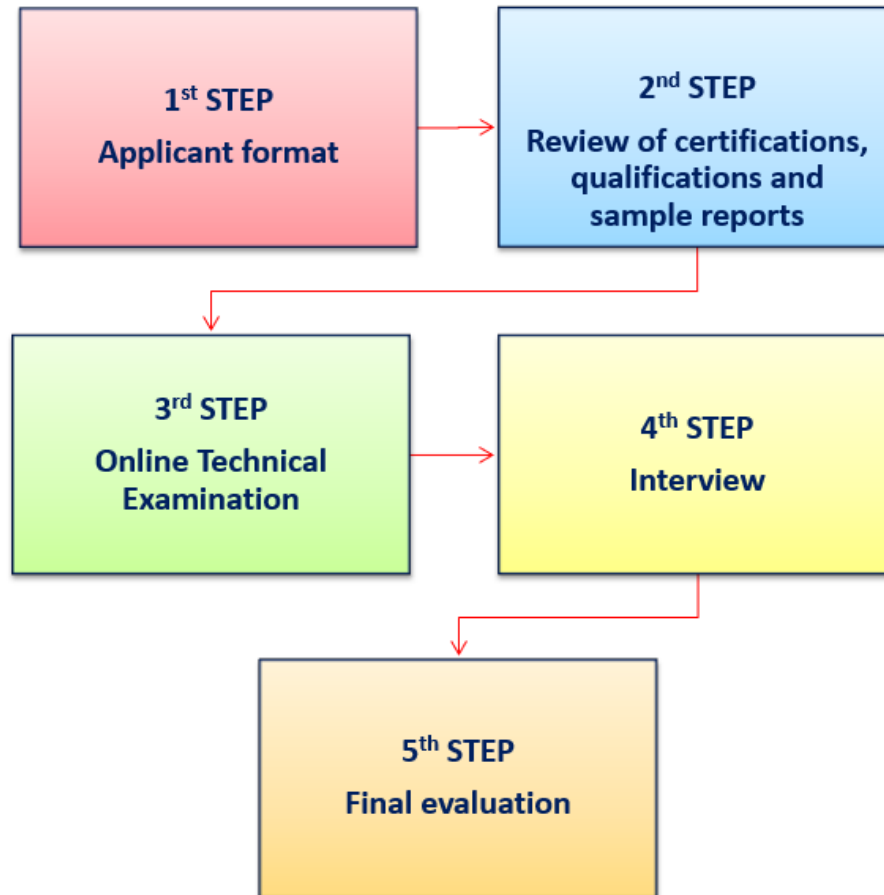 1st STEP
Applicant format
2nd STEP
Review of certifications,
qualifications and
sample reports
3rd STEP
Online Technical
Examination
4th STEP
Interview
5th STEP
Final evaluation